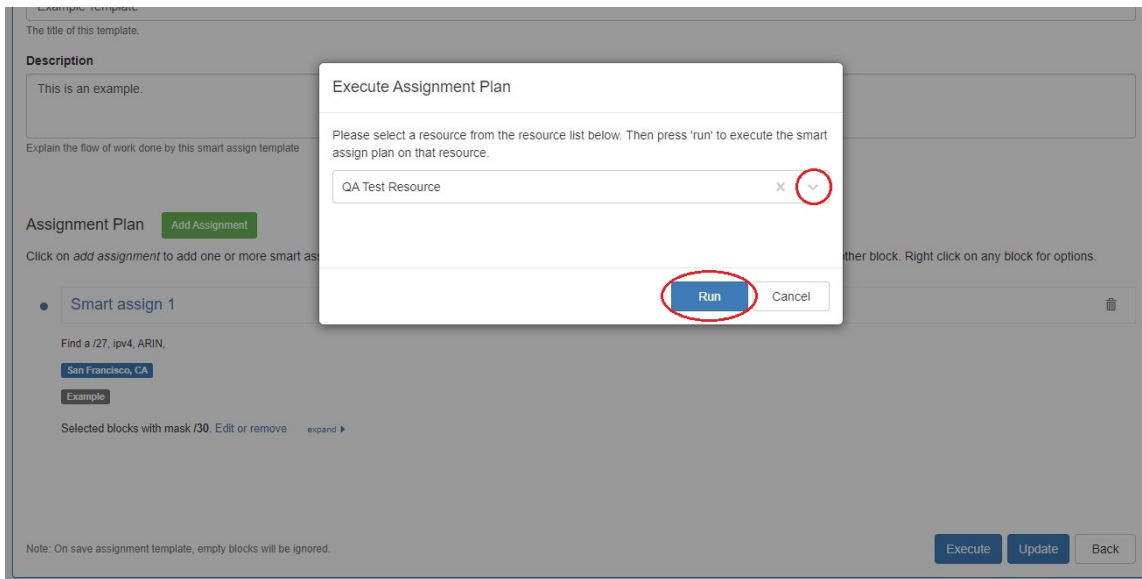 Example Template
The title of this template.
Description
This is an example.
Explain the flow of work done by this smart assign template
Execute Assignment Plan
Please select a resource from the resource list below. Then press 'run' to execute the smart
assign plan on that resource.
QA Test Resource
Run Cancel
Assignment Plan Add Assignment
Click on add assignment to add one or more smart ther block. Right click on any block for options.
Smart assign 1
Find a /27, ipv4, ARIN,
San Francisco, CA
Example
Selected blocks with mask /30. Edit or remove expand
Note: On save assignment template, empty blocks will be ignored.
Execute Update Back